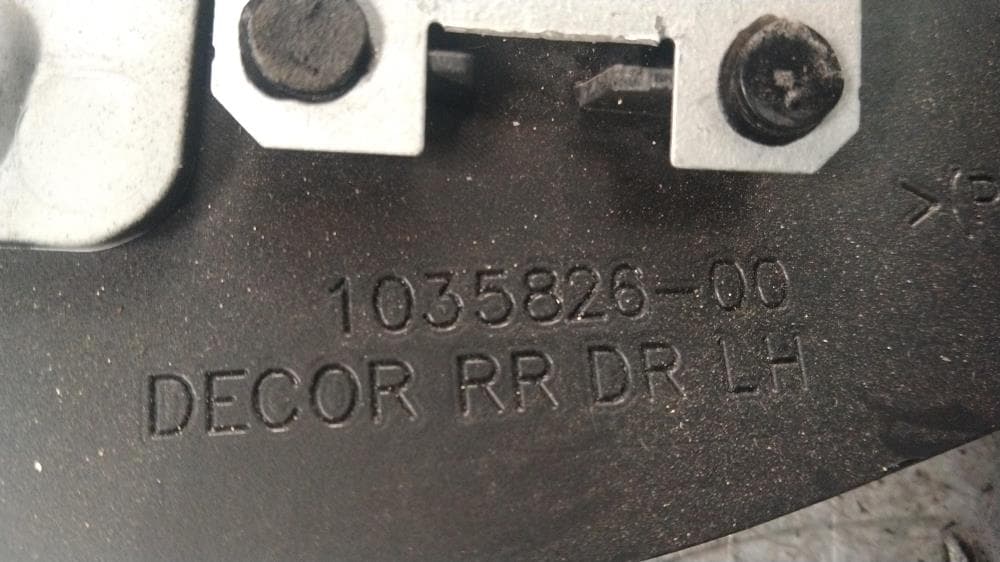 >(P
1035826-00
DECOR RR DR LH